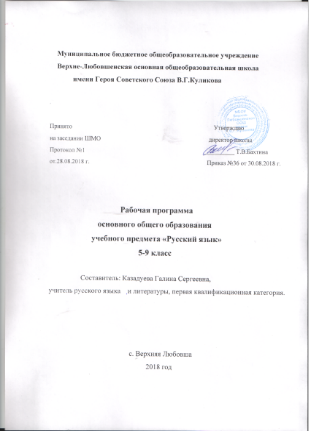 Муниципальное бюджетное общеобразовательное учреждение
Верхне-Любовшенская основная общеобразовательная школа
имени Героя Советского Союза В.Г.Куликова
Принято
Утверждаю
на заседании ШМО
директор школы
Протокол №1
Т.В.Бахтина
от 28.08.2018 г.
Приказ №36 от 30.08.2018 г.
Рабочая программа
основного общего образования
учебного предмета «Русский язык»
5-9 класс
Составитель: Казадуева Галина Сергеевна,
учитель русского языка и литературы, первая квалификационная категория.
с. Верхняя Любовша
2018 год